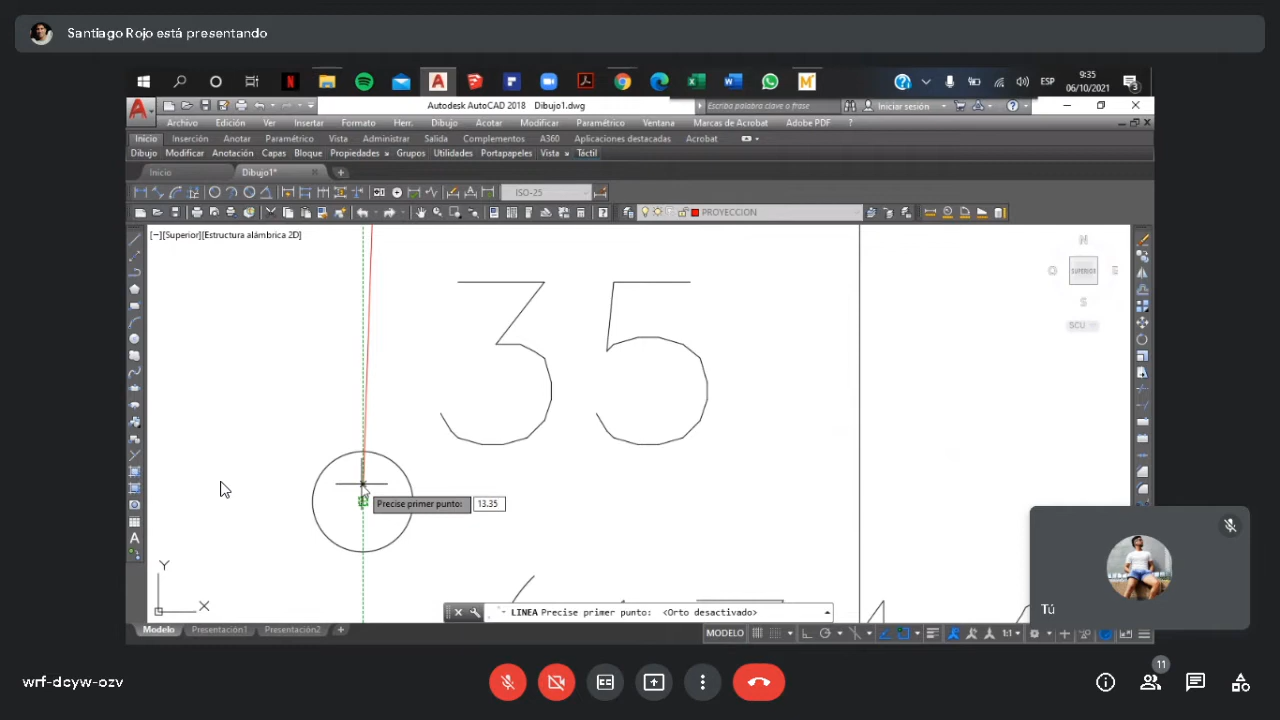 Santiago Rojo está presentando
ESP
9:35
06/10/2021
3
Autodesk AutoCAD 2018 Dibujo1.dwg
Escriba palabra clave o frase
Iniciar sesión
Archivo Edición Ver Insertar Formato Herr. Dibujo Acotar Modificar Paramétrico Ventana Marcas de Acrobat Adobe PDF
Inicio Inserción Anotar Paramétrico Vista Administrar Salida Complementos A360 Aplicaciones destacadas Acrobat
Dibujo Modificar Anotación Capas Bloque Propiedades Grupos Utilidades Portapapeles Vista Táctil
Inicio Dibujo1*
ISO-25
PROYECCION
[−][Superior][Estructura alámbrica 2D]
N
O SUPERIOR E
S
SCU
35
Precise primer punto: 13.35
Y
X
LINEA Precise primer punto: <Orto desactivado>
Modelo Presentación1 Presentación2 +
MODELO 1:1
Tú
wrf-dcyw-ozv
11